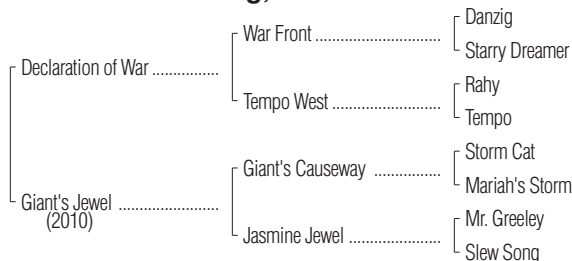 Danzig
War Front ..............................
Starry Dreamer
Declaration of War ................
Rahy
Tempo West ..........................
Tempo
Storm Cat
Giant's Causeway ..................
Mariah's Storm
Giant's Jewel ........................
(2010)
Mr. Greeley
Jasmine Jewel ......................
Slew Song